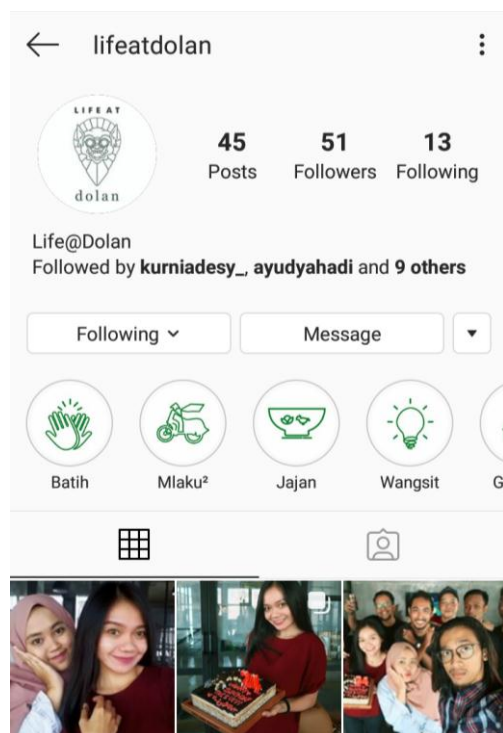 lifeatdolan
LIFE AT
dolan
45
Posts
51
Followers
13
Following
Life@Dolan
Followed by kurniadesy_, ayudyahadi and 9 others
Following
Message
Batih
Mlaku²
Jajan
Wangsit
G